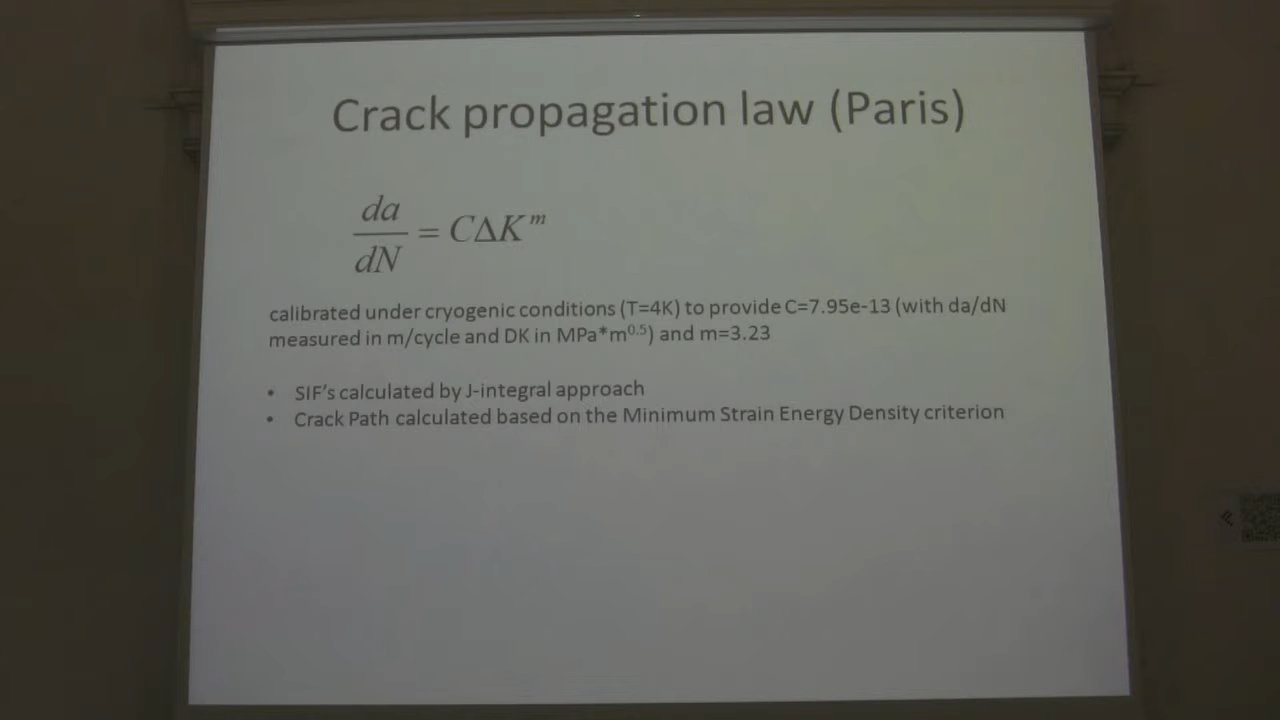 Crack propagation law (Paris)
da
dN
= CΔK^m
calibrated under cryogenic conditions (T=4K) to provide C=7.95e-13 (with da/dN
measured in m/cycle and DK in MPa*m^0.5) and m=3.23
• SIF's calculated by J-integral approach
• Crack Path calculated based on the Minimum Strain Energy Density criterion